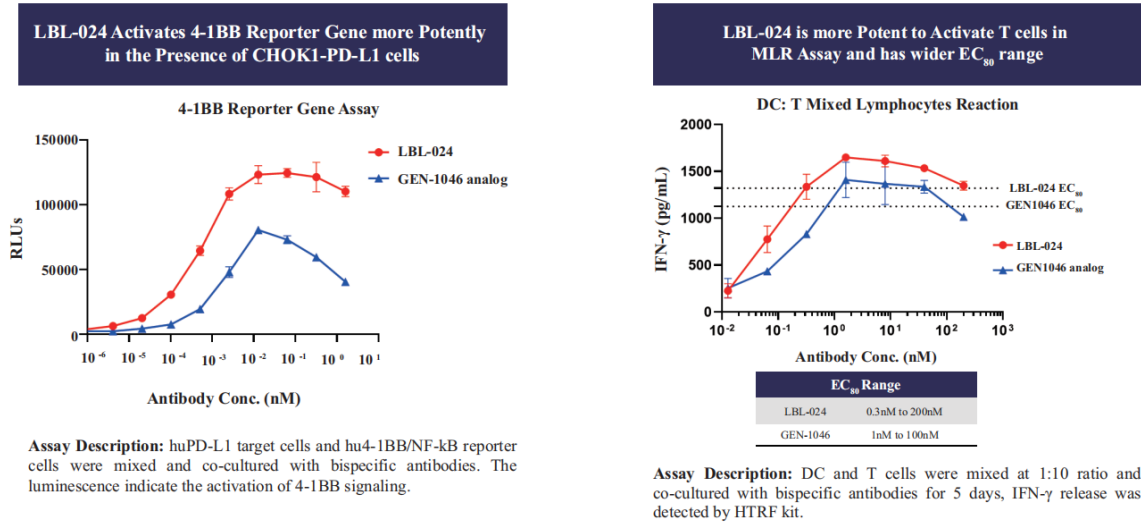 LBL-024 Activates 4-1BB Reporter Gene more Potently
in the Presence of CHOK1-PD-L1 cells
4-1BB Reporter Gene Assay
150000
100000
50000
0
RLUs
LBL-024
GEN-1046 analog
10⁻⁶ 10⁻⁵ 10⁻⁴ 10⁻³ 10⁻² 10⁻¹ 10⁰ 10¹
Antibody Conc. (nM)
Assay Description: huPD-L1 target cells and hu4-1BB/NF-kB reporter
cells were mixed and co-cultured with bispecific antibodies. The
luminescence indicate the activation of 4-1BB signaling.
LBL-024 is more Potent to Activate T cells in
MLR Assay and has wider EC₈₀ range
DC: T Mixed Lymphocytes Reaction
2000
1500
1000
500
0
IFN-γ (pg/mL)
LBL-024 EC₈₀
GEN1046 EC₈₀
LBL-024
GEN1046 analog
10⁻² 10⁻¹ 10⁰ 10¹ 10² 10³
Antibody Conc. (nM)
EC₈₀ Range
LBL-024 0.3nM to 200nM
GEN-1046 1nM to 100nM
Assay Description: DC and T cells were mixed at 1:10 ratio and
co-cultured with bispecific antibodies for 5 days, IFN-γ release was
detected by HTRF kit.